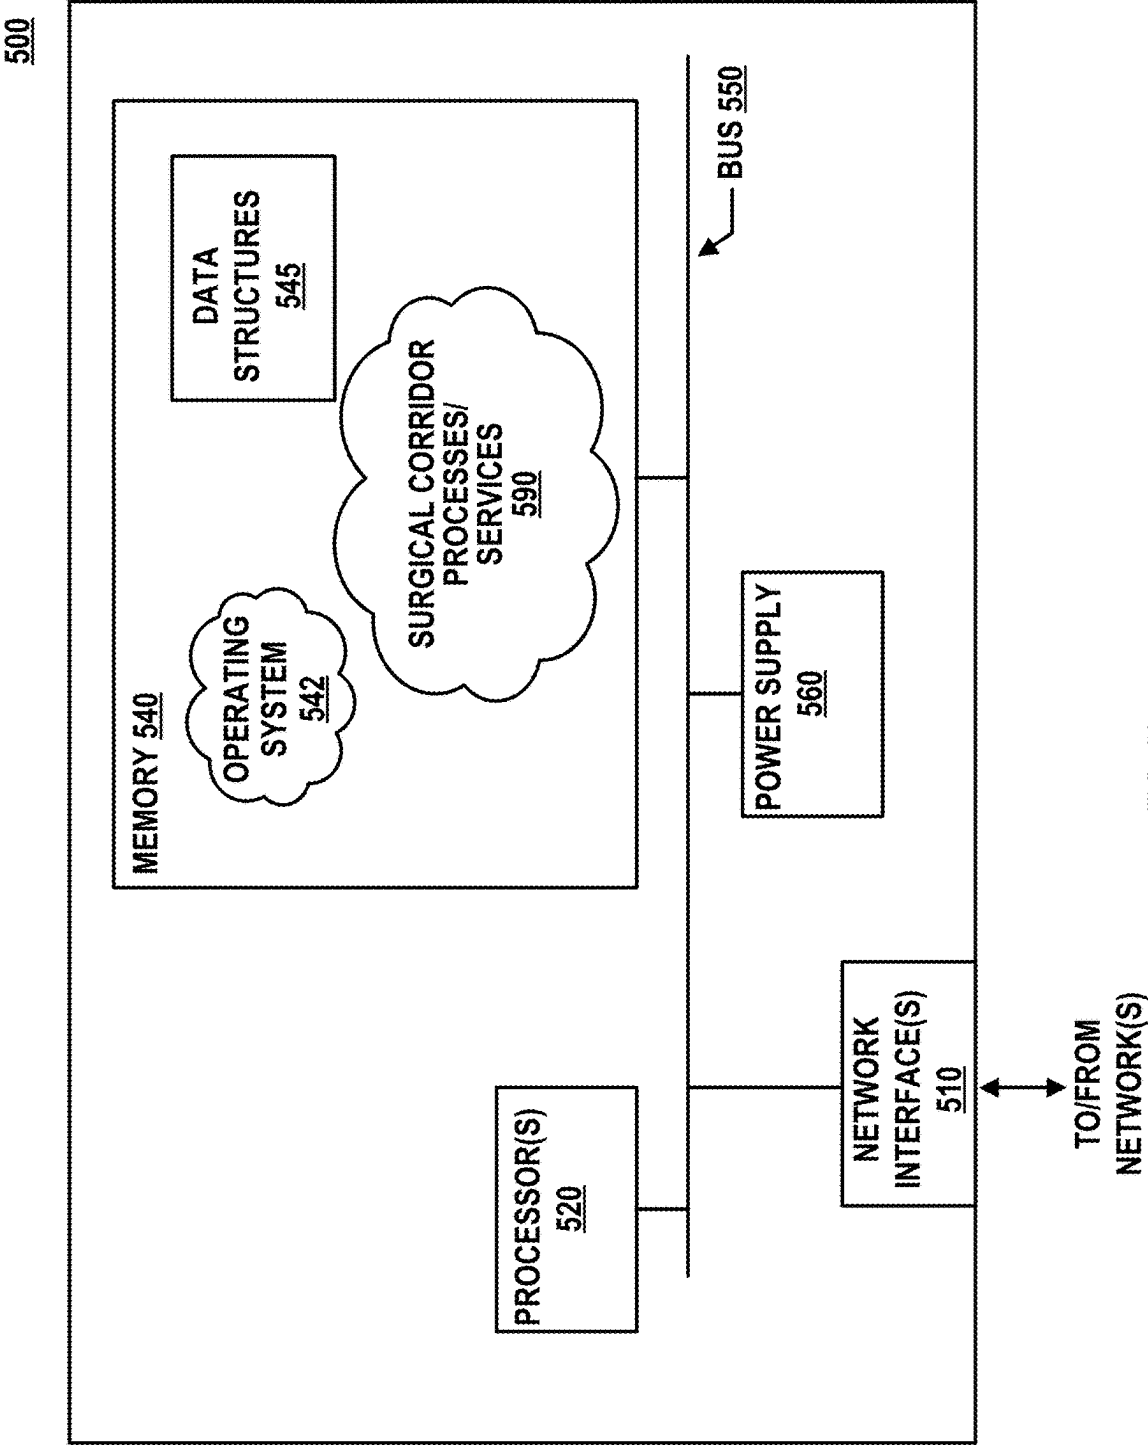 500
MEMORY 540
OPERATING
SYSTEM
542
DATA
STRUCTURES
545
SURGICAL CORRIDOR
PROCESSES/
SERVICES
590
PROCESSOR(S)
520
BUS 550
POWER SUPPLY
560
NETWORK
INTERFACE(S)
510
TO/FROM
NETWORK(S)